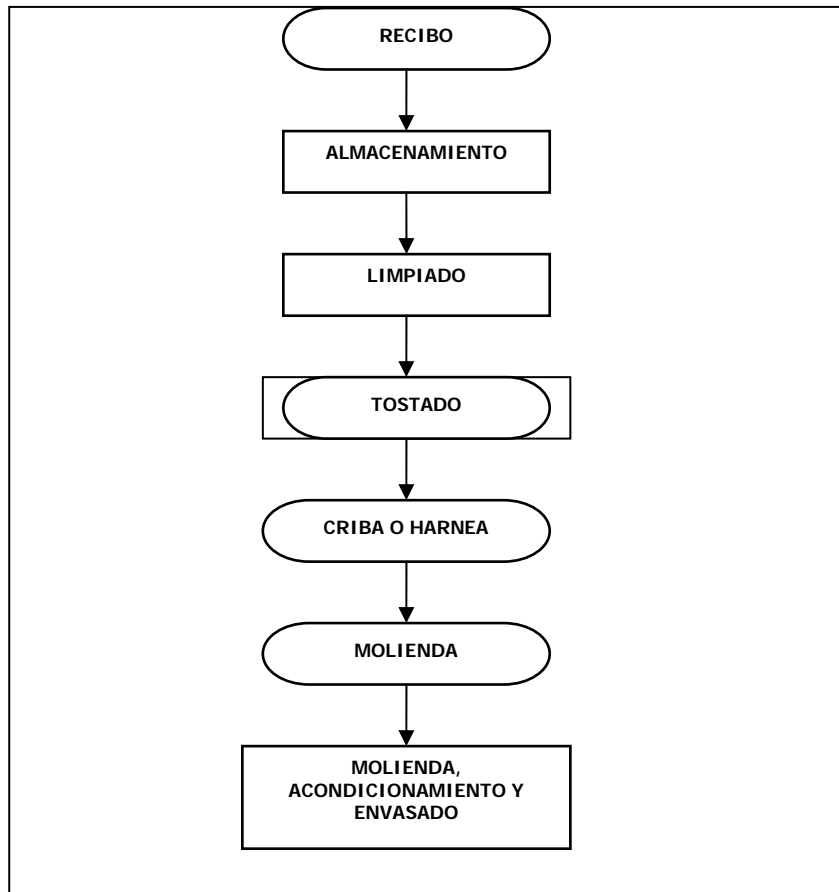 RECIBO
ALMACENAMIENTO
LIMPIADO
TOSTADO
CRIBA O HARNEA
MOLIENDA
MOLIENDA,
ACONDICIONAMIENTO Y
ENVASADO